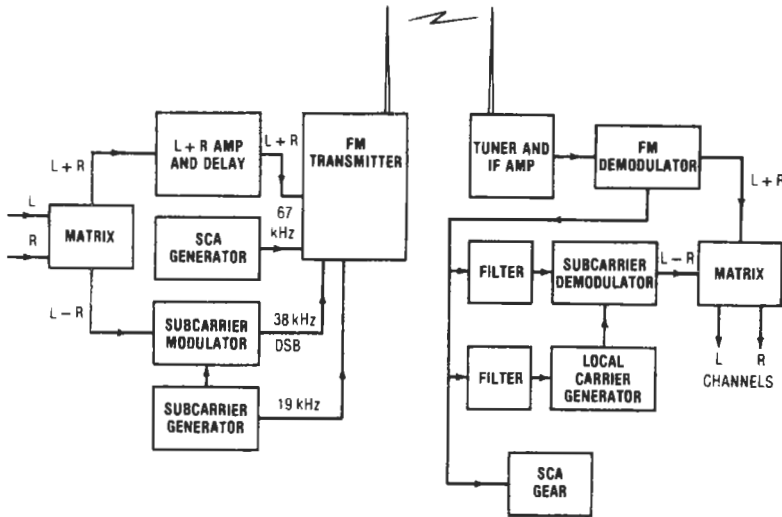 L+R
L + R AMP
AND DELAY
L+R
FM
TRANSMITTER
TUNER AND
IF AMP
FM
DEMODULATOR
L+R
L
R
MATRIX
SCA
GENERATOR
67
kHz
FILTER
SUBCARRIER
DEMODULATOR
L-R
MATRIX
L-R
SUBCARRIER
MODULATOR
38 kHz
DSB
FILTER
LOCAL
CARRIER
GENERATOR
L
R
CHANNELS
SUBCARRIER
GENERATOR
19 kHz
SCA
GEAR